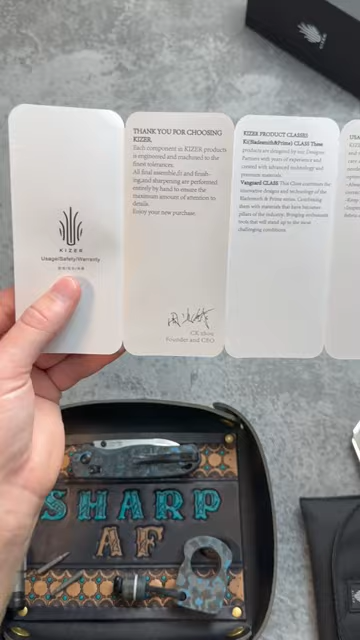 KIZER
Usage/Safety/Warranty
THANK YOU FOR CHOOSING
KIZER,
Each component in KIZER products
is engineered and machined to the
finest tolerances.
All final assemble,fit and finish-
ing,and sharpening are performed
entirely by hand to ensure the
maximum amount of attention to
details.
Enjoy your new purchase.
Founder and CEO
KIZER PRODUCT CLASSES
Ki(Bladesmith&Prime) CLASS These
products are designed by our Designer
Partners with years of experience and
created with advanced technology and
premium materials.
Vanguard CLASS This Class continues the
innovative designs and technology of the
Bladesmith & Prime series. Combining
them with materials that have become
pillars of the industry. Bringing
tools that will stand up to the most
challenging conditions
SHARP
AF